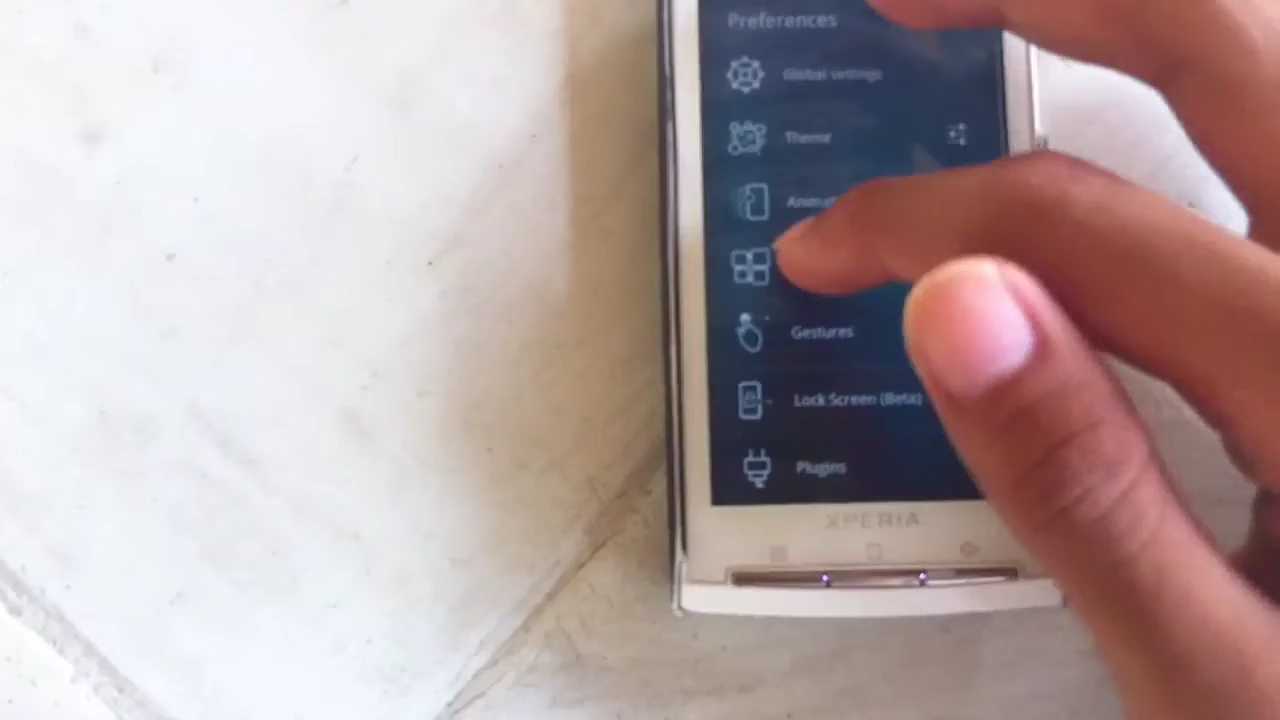 Preferences
Global settings
Theme
Gestures
Lock Screen (Beta)
Plugins
XPERIA